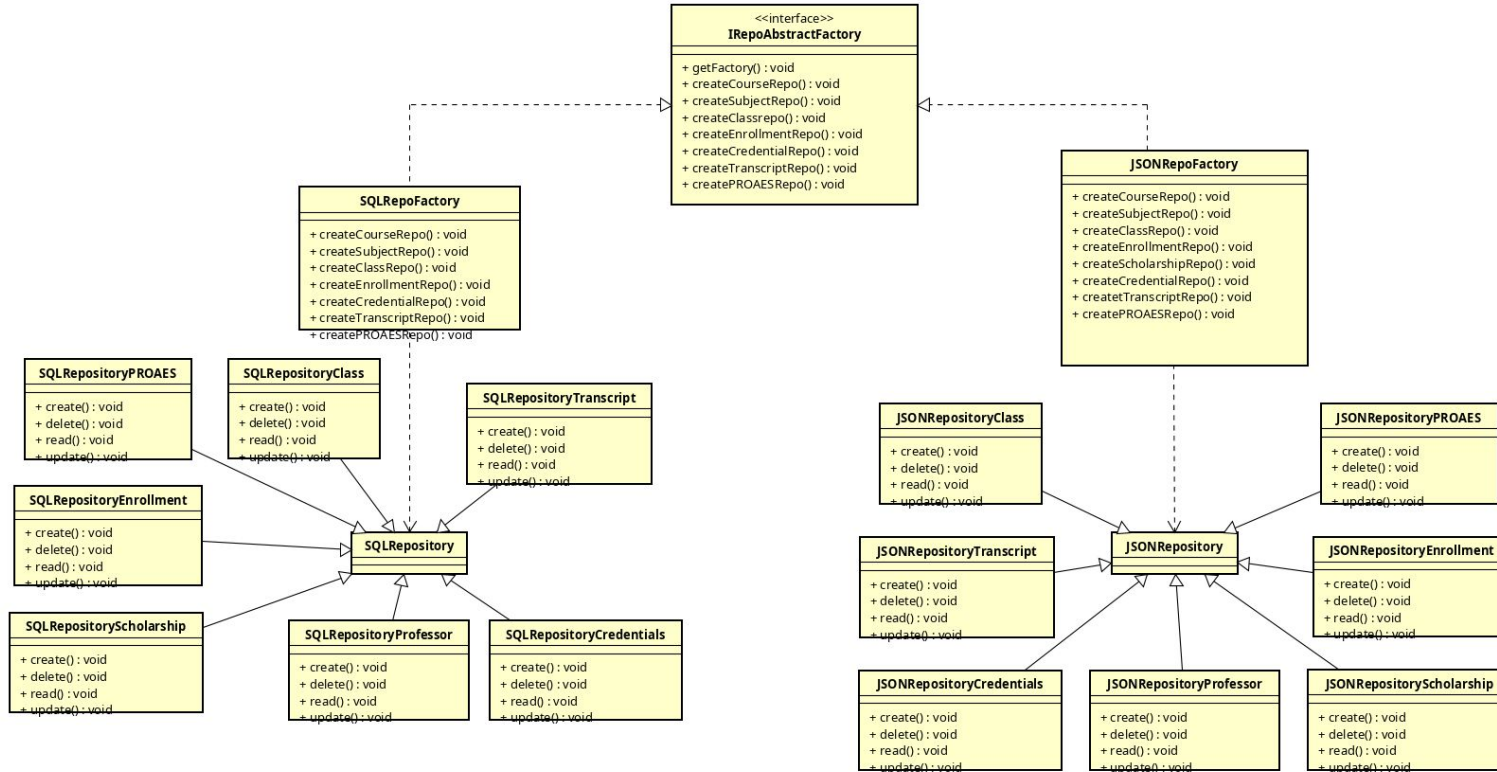 <<interface>>
IRepoAbstractFactory
+ getFactory() : void
+ createCourseRepo() : void
+ createSubjectRepo() : void
+ createClassrepo() : void
+ createEnrollmentRepo() : void
+ createCredentialRepo() : void
+ createTranscriptRepo() : void
+ createPROAESRepo() : void
SQLRepoFactory
+ createCourseRepo() : void
+ createSubjectRepo() : void
+ createClassRepo() : void
+ createEnrollmentRepo() : void
+ createCredentialRepo() : void
+ createTranscriptRepo() : void
+ createPROAESRepo() : void
JSONRepoFactory
+ createCourseRepo() : void
+ createSubjectRepo() : void
+ createClassRepo() : void
+ createEnrollmentRepo() : void
+ createScholarshipRepo() : void
+ createCredentialRepo() : void
+ createtTranscriptRepo() : void
+ createPROAESRepo() : void
SQLRepositoryPROAES
+ create() : void
+ delete() : void
+ read() : void
+ update() : void
SQLRepositoryClass
+ create() : void
+ delete() : void
+ read() : void
+ update() : void
SQLRepositoryTranscript
+ create() : void
+ delete() : void
+ read() : void
+ update() : void
SQLRepositoryEnrollment
+ create() : void
+ delete() : void
+ read() : void
+ update() : void
SQLRepository
SQLRepositoryScholarship
+ create() : void
+ delete() : void
+ read() : void
+ update() : void
SQLRepositoryProfessor
+ create() : void
+ delete() : void
+ read() : void
+ update() : void
SQLRepositoryCredentials
+ create() : void
+ delete() : void
+ read() : void
+ update() : void
JSONRepositoryClass
+ create() : void
+ delete() : void
+ read() : void
+ update() : void
JSONRepositoryPROAES
+ create() : void
+ delete() : void
+ read() : void
+ update() : void
JSONRepositoryTranscript
+ create() : void
+ delete() : void
+ read() : void
+ update() : void
JSONRepository
JSONRepositoryEnrollment
+ create() : void
+ delete() : void
+ read() : void
+ update() : void
JSONRepositoryCredentials
+ create() : void
+ delete() : void
+ read() : void
+ update() : void
JSONRepositoryProfessor
+ create() : void
+ delete() : void
+ read() : void
+ update() : void
JSONRepositoryScholarship
+ create() : void
+ delete() : void
+ read() : void
+ update() : void